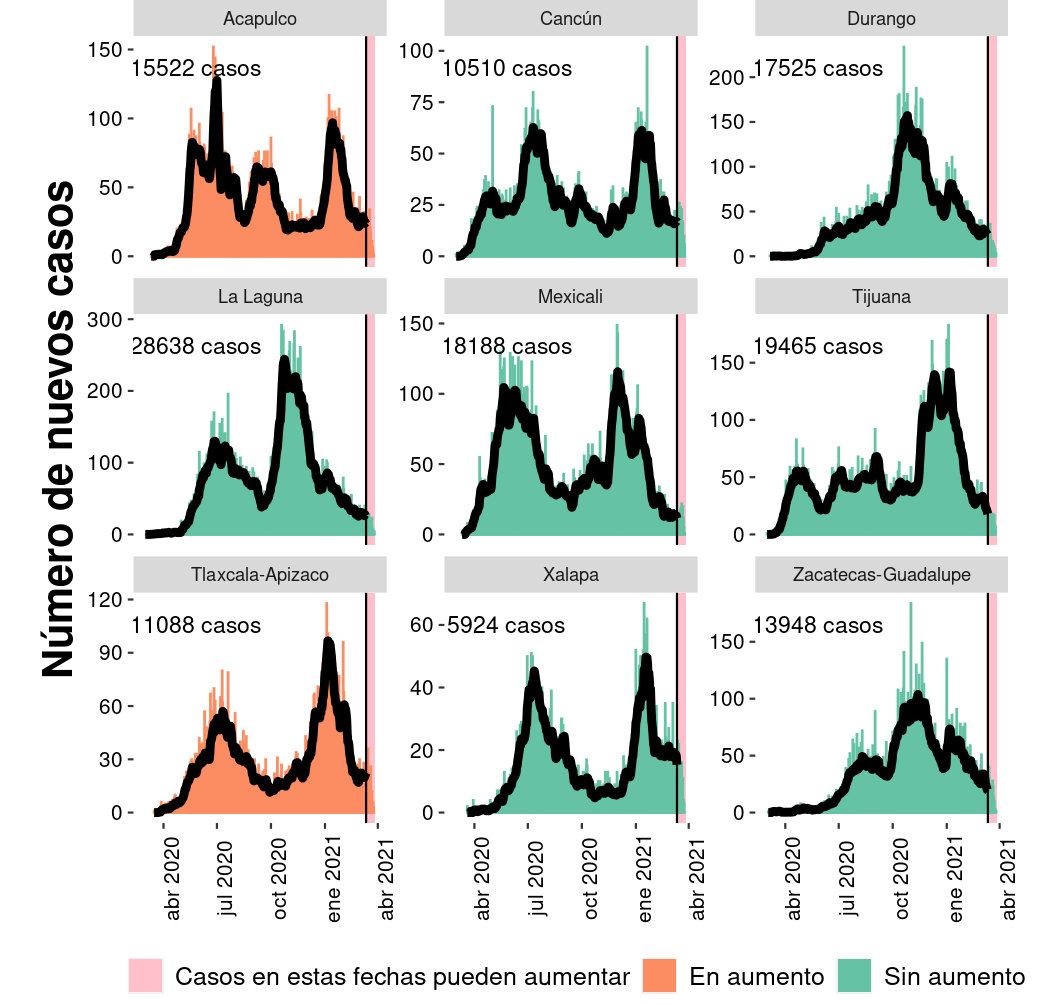 Número de nuevos casos
Acapulco
Cancún
Durango
150
100
50
0
15522 casos
100
75
50
25
0
10510 casos
200
150
100
50
0
17525 casos
La Laguna
Mexicali
Tijuana
300
200
100
0
28638 casos
150
100
50
0
18188 casos
150
100
50
0
19465 casos
Tlaxcala-Apizaco
Xalapa
Zacatecas-Guadalupe
120
90
60
30
0
11088 casos
60
40
20
0
5924 casos
150
100
50
0
13948 casos
abr 2020
jul 2020
oct 2020
ene 2021
abr 2021
abr 2020
jul 2020
oct 2020
ene 2021
abr 2021
abr 2020
jul 2020
oct 2020
ene 2021
abr 2021
Casos en estas fechas pueden aumentar
En aumento
Sin aumento